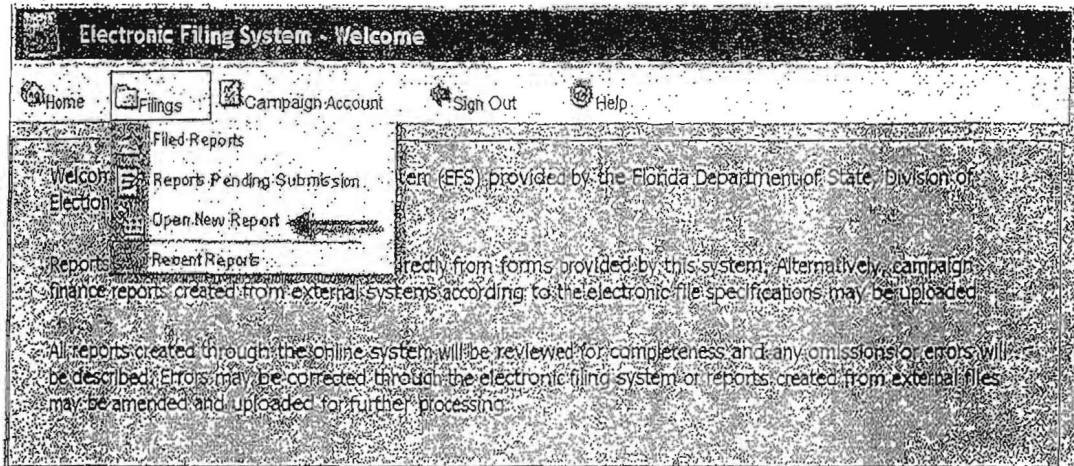 Electronic Filing System - Welcome
Home Filings Campaign Account Sign Out Help
Filed Reports
Reports Pending Submission
Open New Report
Recent Reports
Welcom em (EFS) provided by the Florida Department of State, Division of
Election
Reports rectly from forms provided by this system. Alternatively, campaign
finance reports created from external systems according to the electronic file specifications may be uploaded
All reports created through the online system will be reviewed for completeness and any omissions or errors will
be described. Errors may be corrected through the electronic filing system or reports created from external files
may be amended and uploaded for further processing.